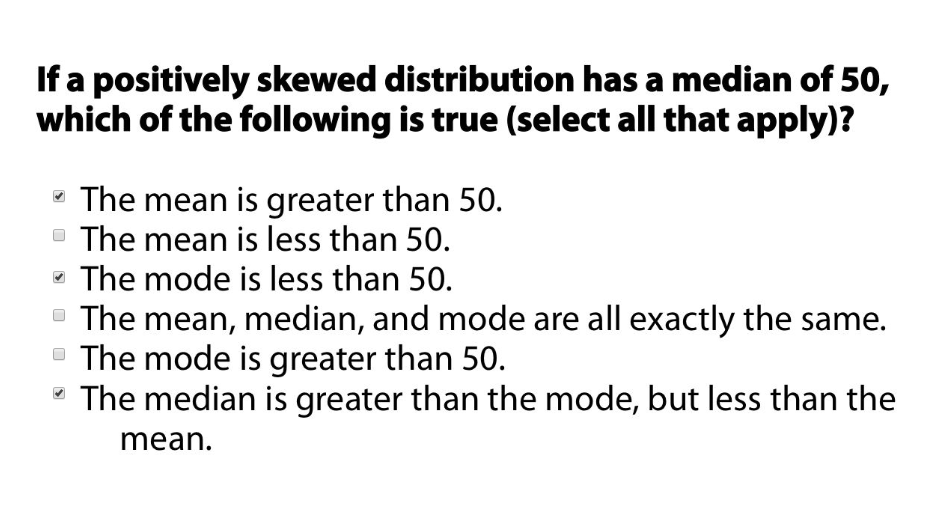 If a positively skewed distribution has a median of 50,
which of the following is true (select all that apply)?
The mean is greater than 50.
The mean is less than 50.
The mode is less than 50.
The mean, median, and mode are all exactly the same.
The mode is greater than 50.
The median is greater than the mode, but less than the
mean.